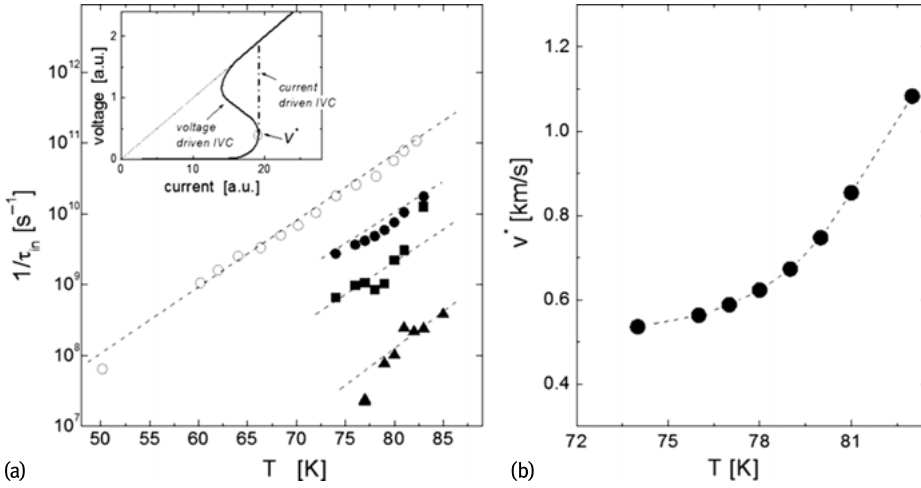 10¹²
10¹¹
10¹⁰
10⁹
10⁸
10⁷
1/τin [s⁻¹]
50 55 60 65 70 75 80 85
T [K]
(a)
2
1
0
voltage [a.u.]
0 20
current [a.u.]
voltage
driven IVC
current
driven IVC
V*
1.2
1.0
0.8
0.6
0.4
v* [km/s]
72 75 78 81
T [K]
(b)